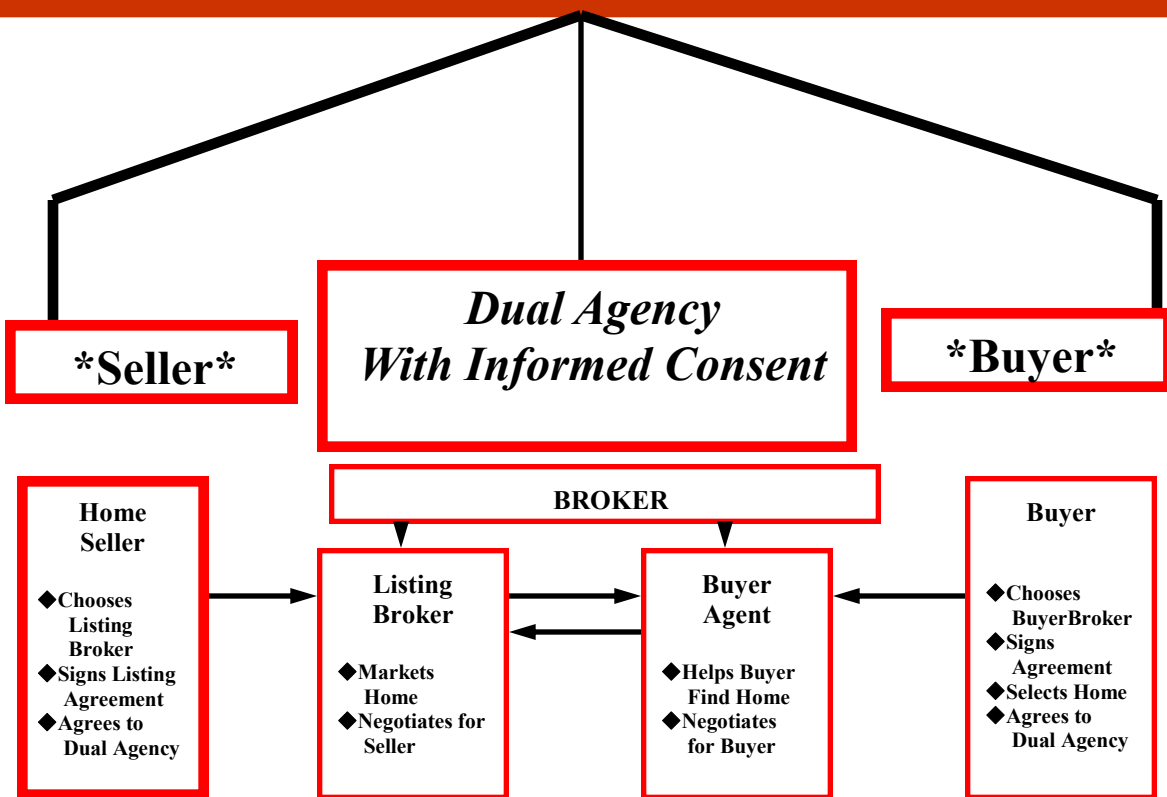 *Seller*
Dual Agency
With Informed Consent
*Buyer*
BROKER
Home
Seller
◆Chooses
Listing
Broker
◆Signs Listing
Agreement
◆Agrees to
Dual Agency
Listing
Broker
◆Markets
Home
◆Negotiates for
Seller
Buyer
Agent
◆Helps Buyer
Find Home
◆Negotiates
for Buyer
Buyer
◆Chooses
BuyerBroker
◆Signs
Agreement
◆Selects Home
◆Agrees to
Dual Agency